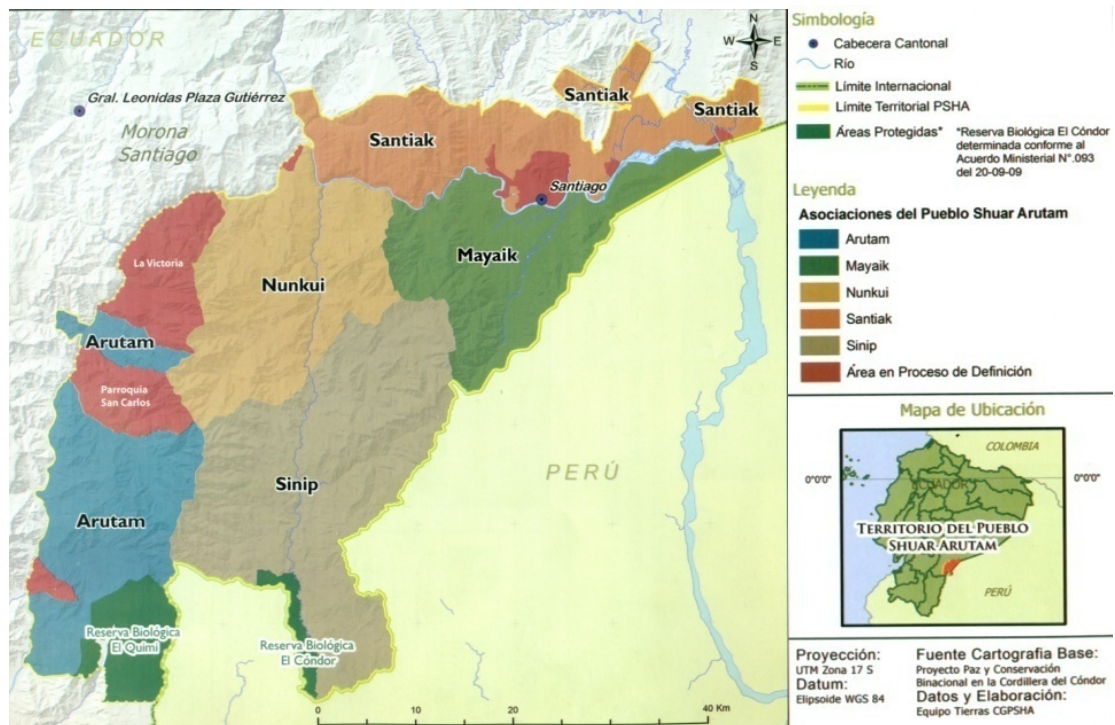 ECUADOR
N
W E
S
Gral. Leonidas Plaza Gutiérrez
Morona
Santiago
Santiak
Santiak
Santiak
Santiago
La Victoria
Nunkui
Mayaik
Arutam
Parroquia
San Carlos
Sinip
PERÚ
Arutam
Reserva Biológica
El Quimi
Reserva Biológica
El Cóndor
0 10 20 40 Km
Simbología
Cabecera Cantonal
Río
Límite Internacional
Límite Territorial PSHA
Áreas Protegidas*
*Reserva Biológica El Cóndor
determinada conforme al
Acuerdo Ministerial N°.093
del 20-09-09
Leyenda
Asociaciones del Pueblo Shuar Arutam
Arutam
Mayaik
Nunkui
Santiak
Sinip
Área en Proceso de Definición
Mapa de Ubicación
COLOMBIA
0°0'0"
0°0'0"
ECUADOR
TERRITORIO DEL PUEBLO
SHUAR ARUTAM
PERÚ
Proyección:
UTM Zona 17 S
Datum:
Elipsoide WGS 84
Fuente Cartografia Base:
Proyecto Paz y Conservación
Binacional en la Cordillera del Cóndor
Datos y Elaboración:
Equipo Tierras CGPSHA